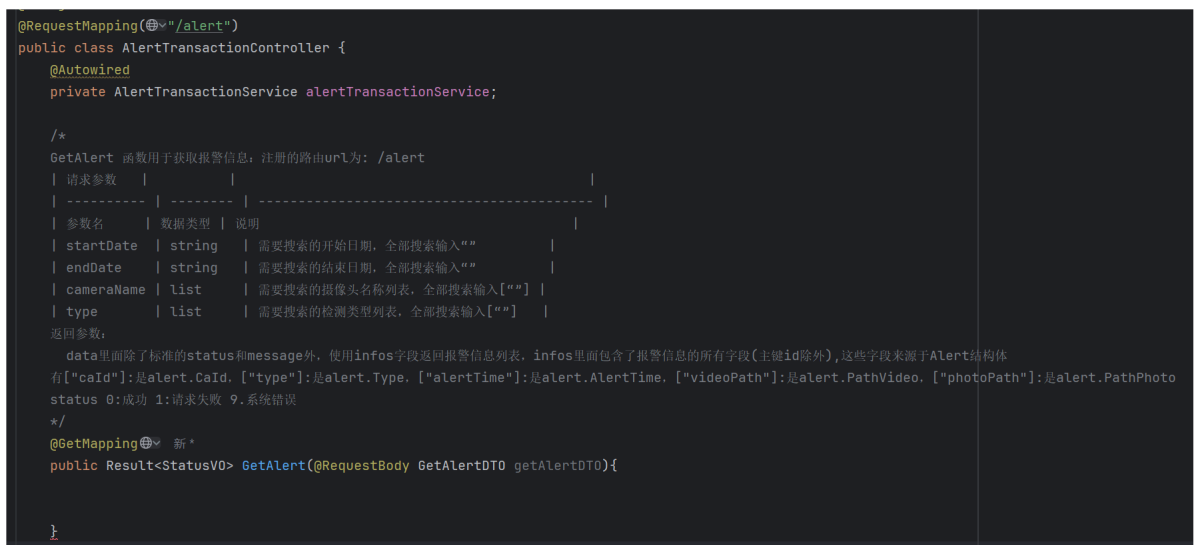 @RequestMapping("/alert")
public class AlertTransactionController {
@Autowired
private AlertTransactionService alertTransactionService;
/*
GetAlert 函数用于获取报警信息; 注册的路由url为: /alert
| 请求参数 | | |
| ---------- | -------- | ----------------------------------------- |
| 参数名 | 数据类型 | 说明 |
| startDate | string | 需要搜索的开始日期，全部搜索输入“” |
| endDate | string | 需要搜索的结束日期，全部搜索输入“” |
| cameraName | list | 需要搜索的摄像头名称列表，全部搜索输入[“”] |
| type | list | 需要搜索的检测类型列表，全部搜索输入[“”] |
返回参数:
data里面除了标准的status和message外，使用infos字段返回报警信息列表，infos里面包含了报警信息的所有字段(主键id除外),这些字段来源于Alert结构体
有["caId"]:是alert.CaId，["type"]:是alert.Type，["alertTime"]:是alert.AlertTime，["videoPath"]:是alert.PathVideo，["photoPath"]:是alert.PathPhoto
status 0:成功 1:请求失败 9.系统错误
*/
@GetMapping 新 *
public Result<StatusVO> GetAlert(@RequestBody GetAlertDTO getAlertDTO){
}